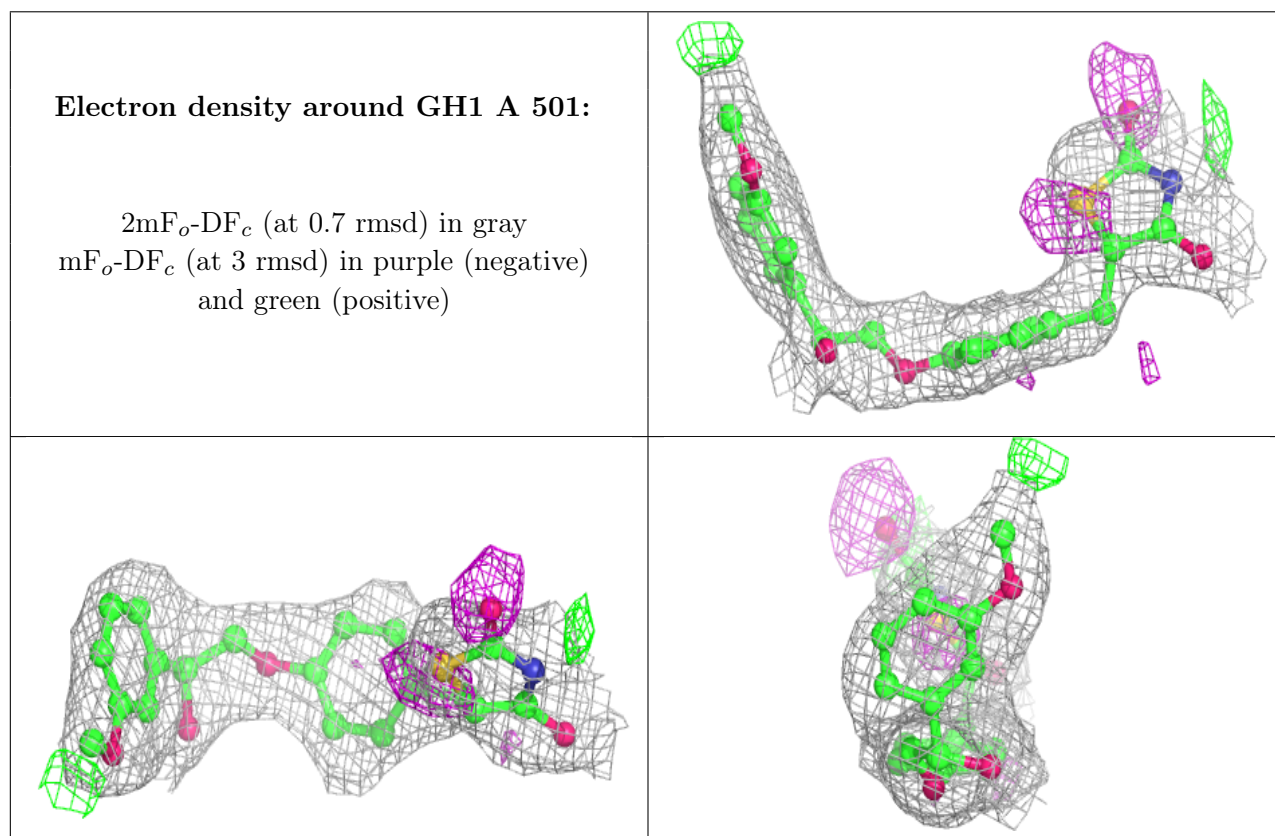 Electron density around GH1 A 501:
2mFo-DFc (at 0.7 rmsd) in gray
mFo-DFc (at 3 rmsd) in purple (negative)
and green (positive)